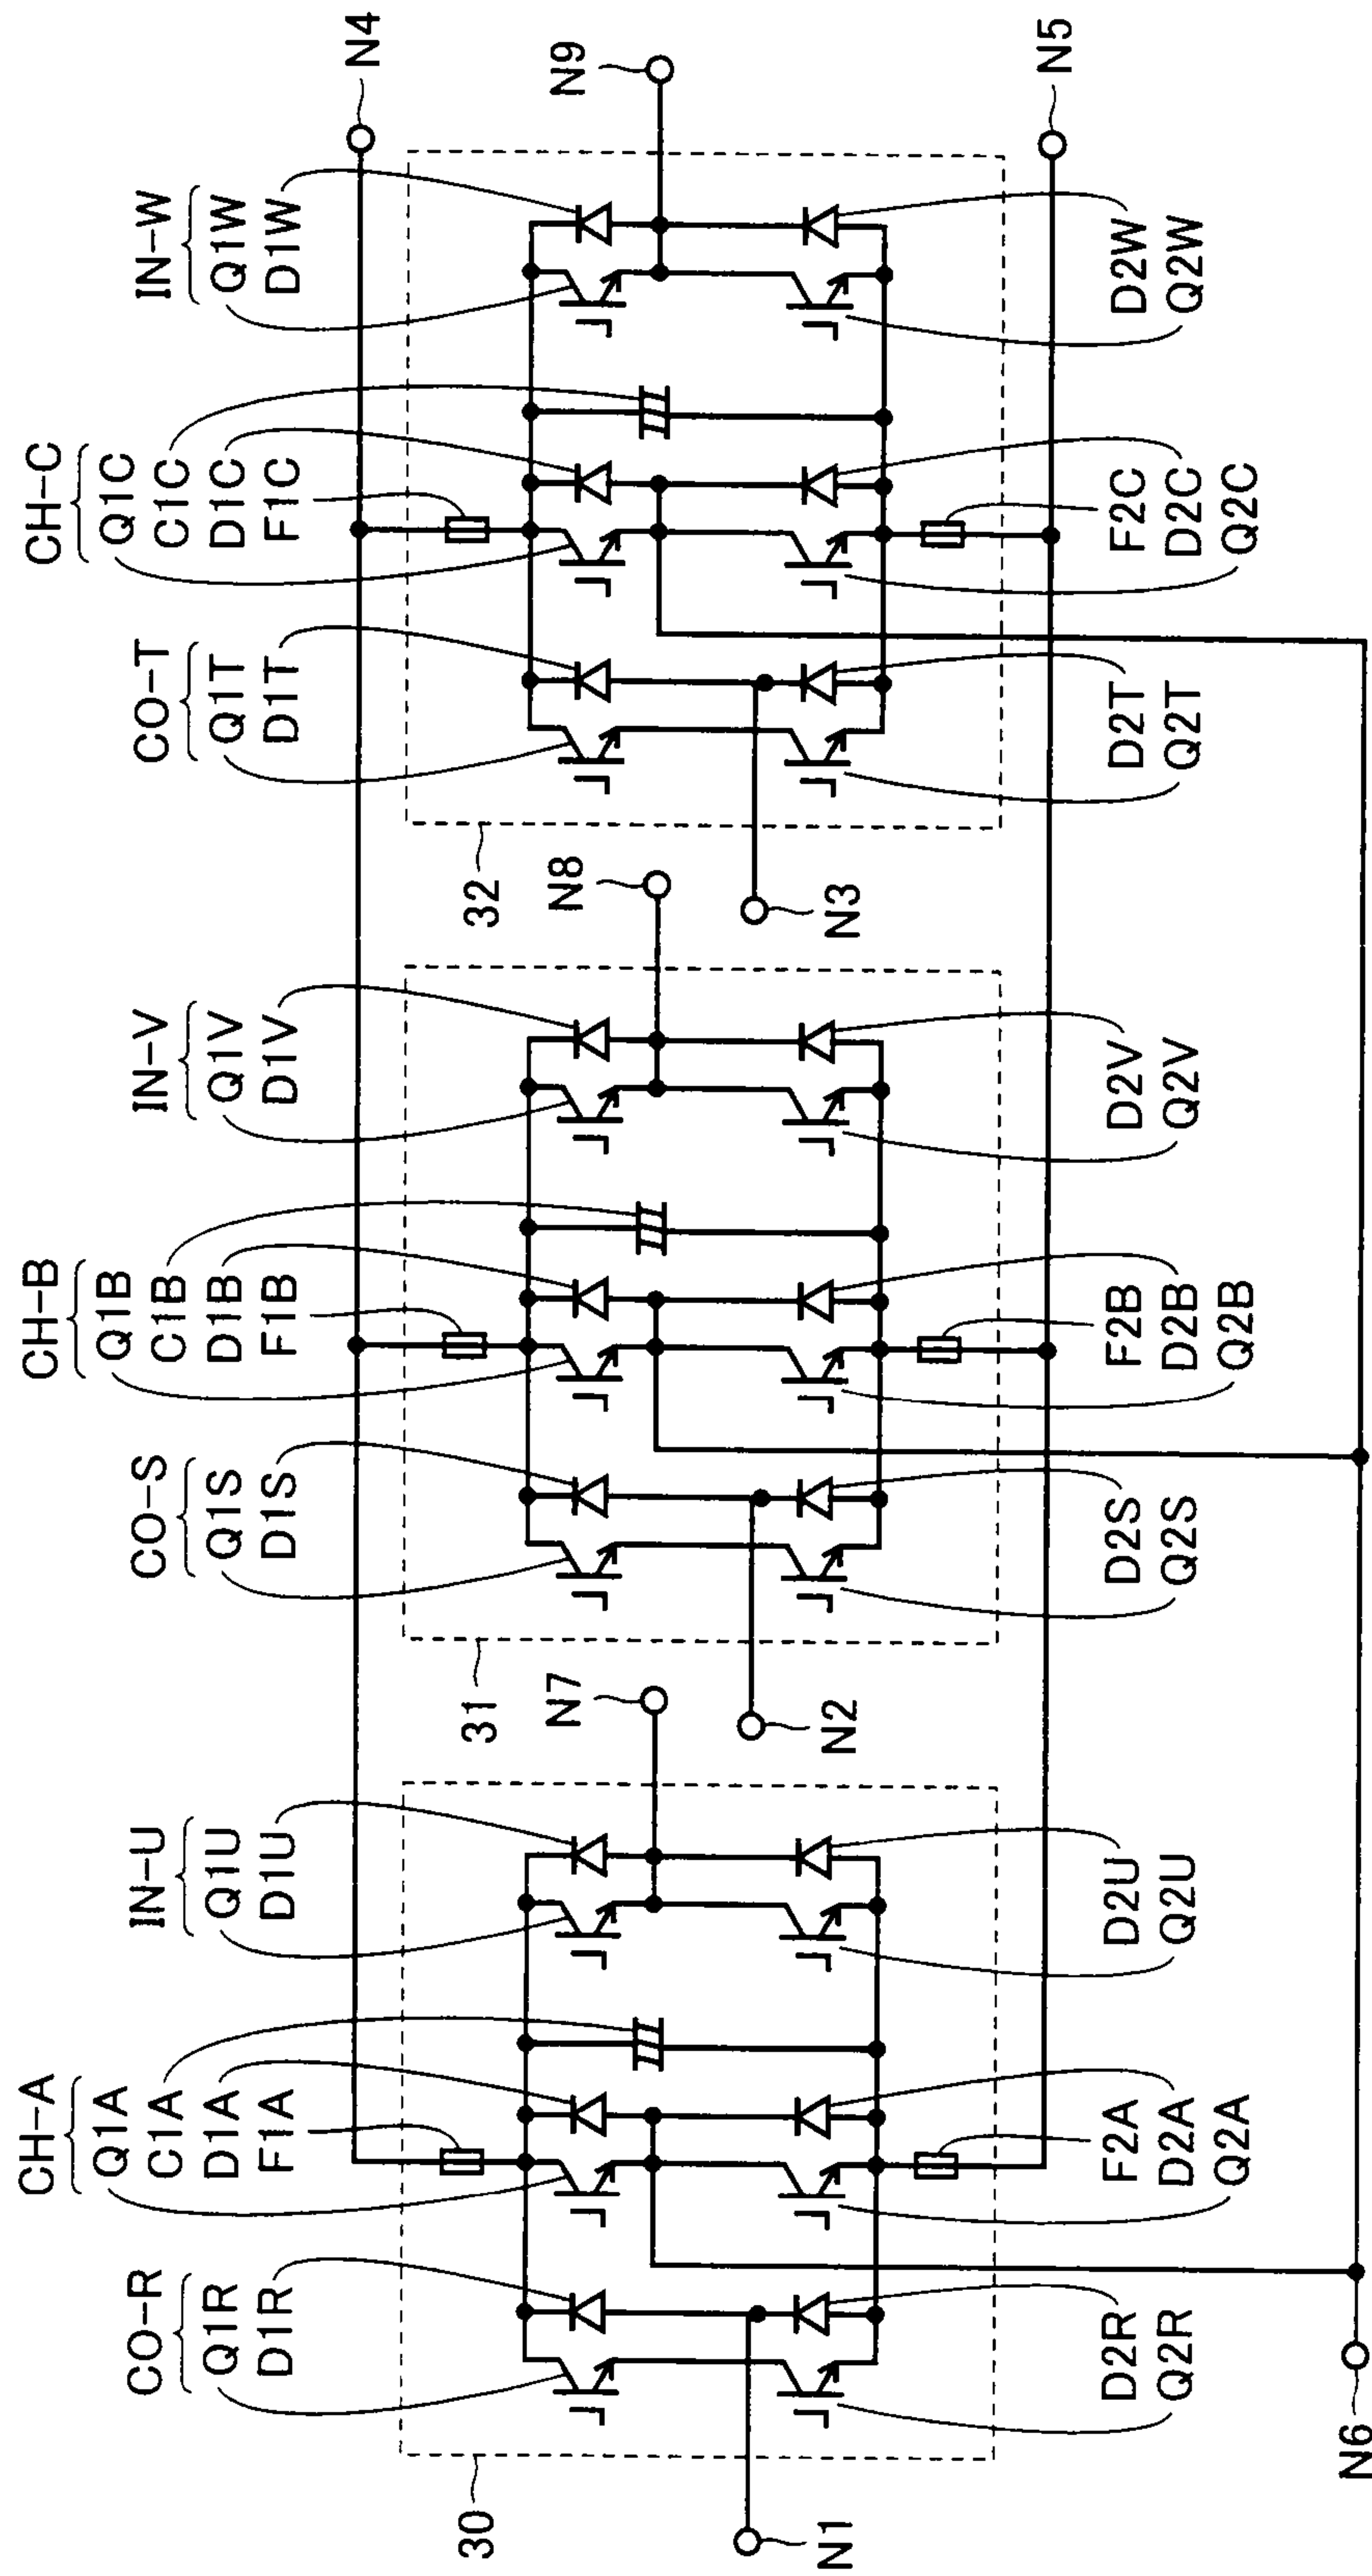 N4
N9
N5
IN-W
Q1W
D1W
D2W
Q2W
CH-C
Q1C
C1C
D1C
F1C
F2C
D2C
Q2C
CO-T
Q1T
D1T
D2T
Q2T
32
N8
N3
IN-V
Q1V
D1V
D2V
Q2V
CH-B
Q1B
C1B
D1B
F1B
F2B
D2B
Q2B
CO-S
Q1S
D1S
D2S
Q2S
31
N7
N2
IN-U
Q1U
D1U
D2U
Q2U
CH-A
Q1A
C1A
D1A
F1A
F2A
D2A
Q2A
CO-R
Q1R
D1R
D2R
Q2R
30
N1
N6